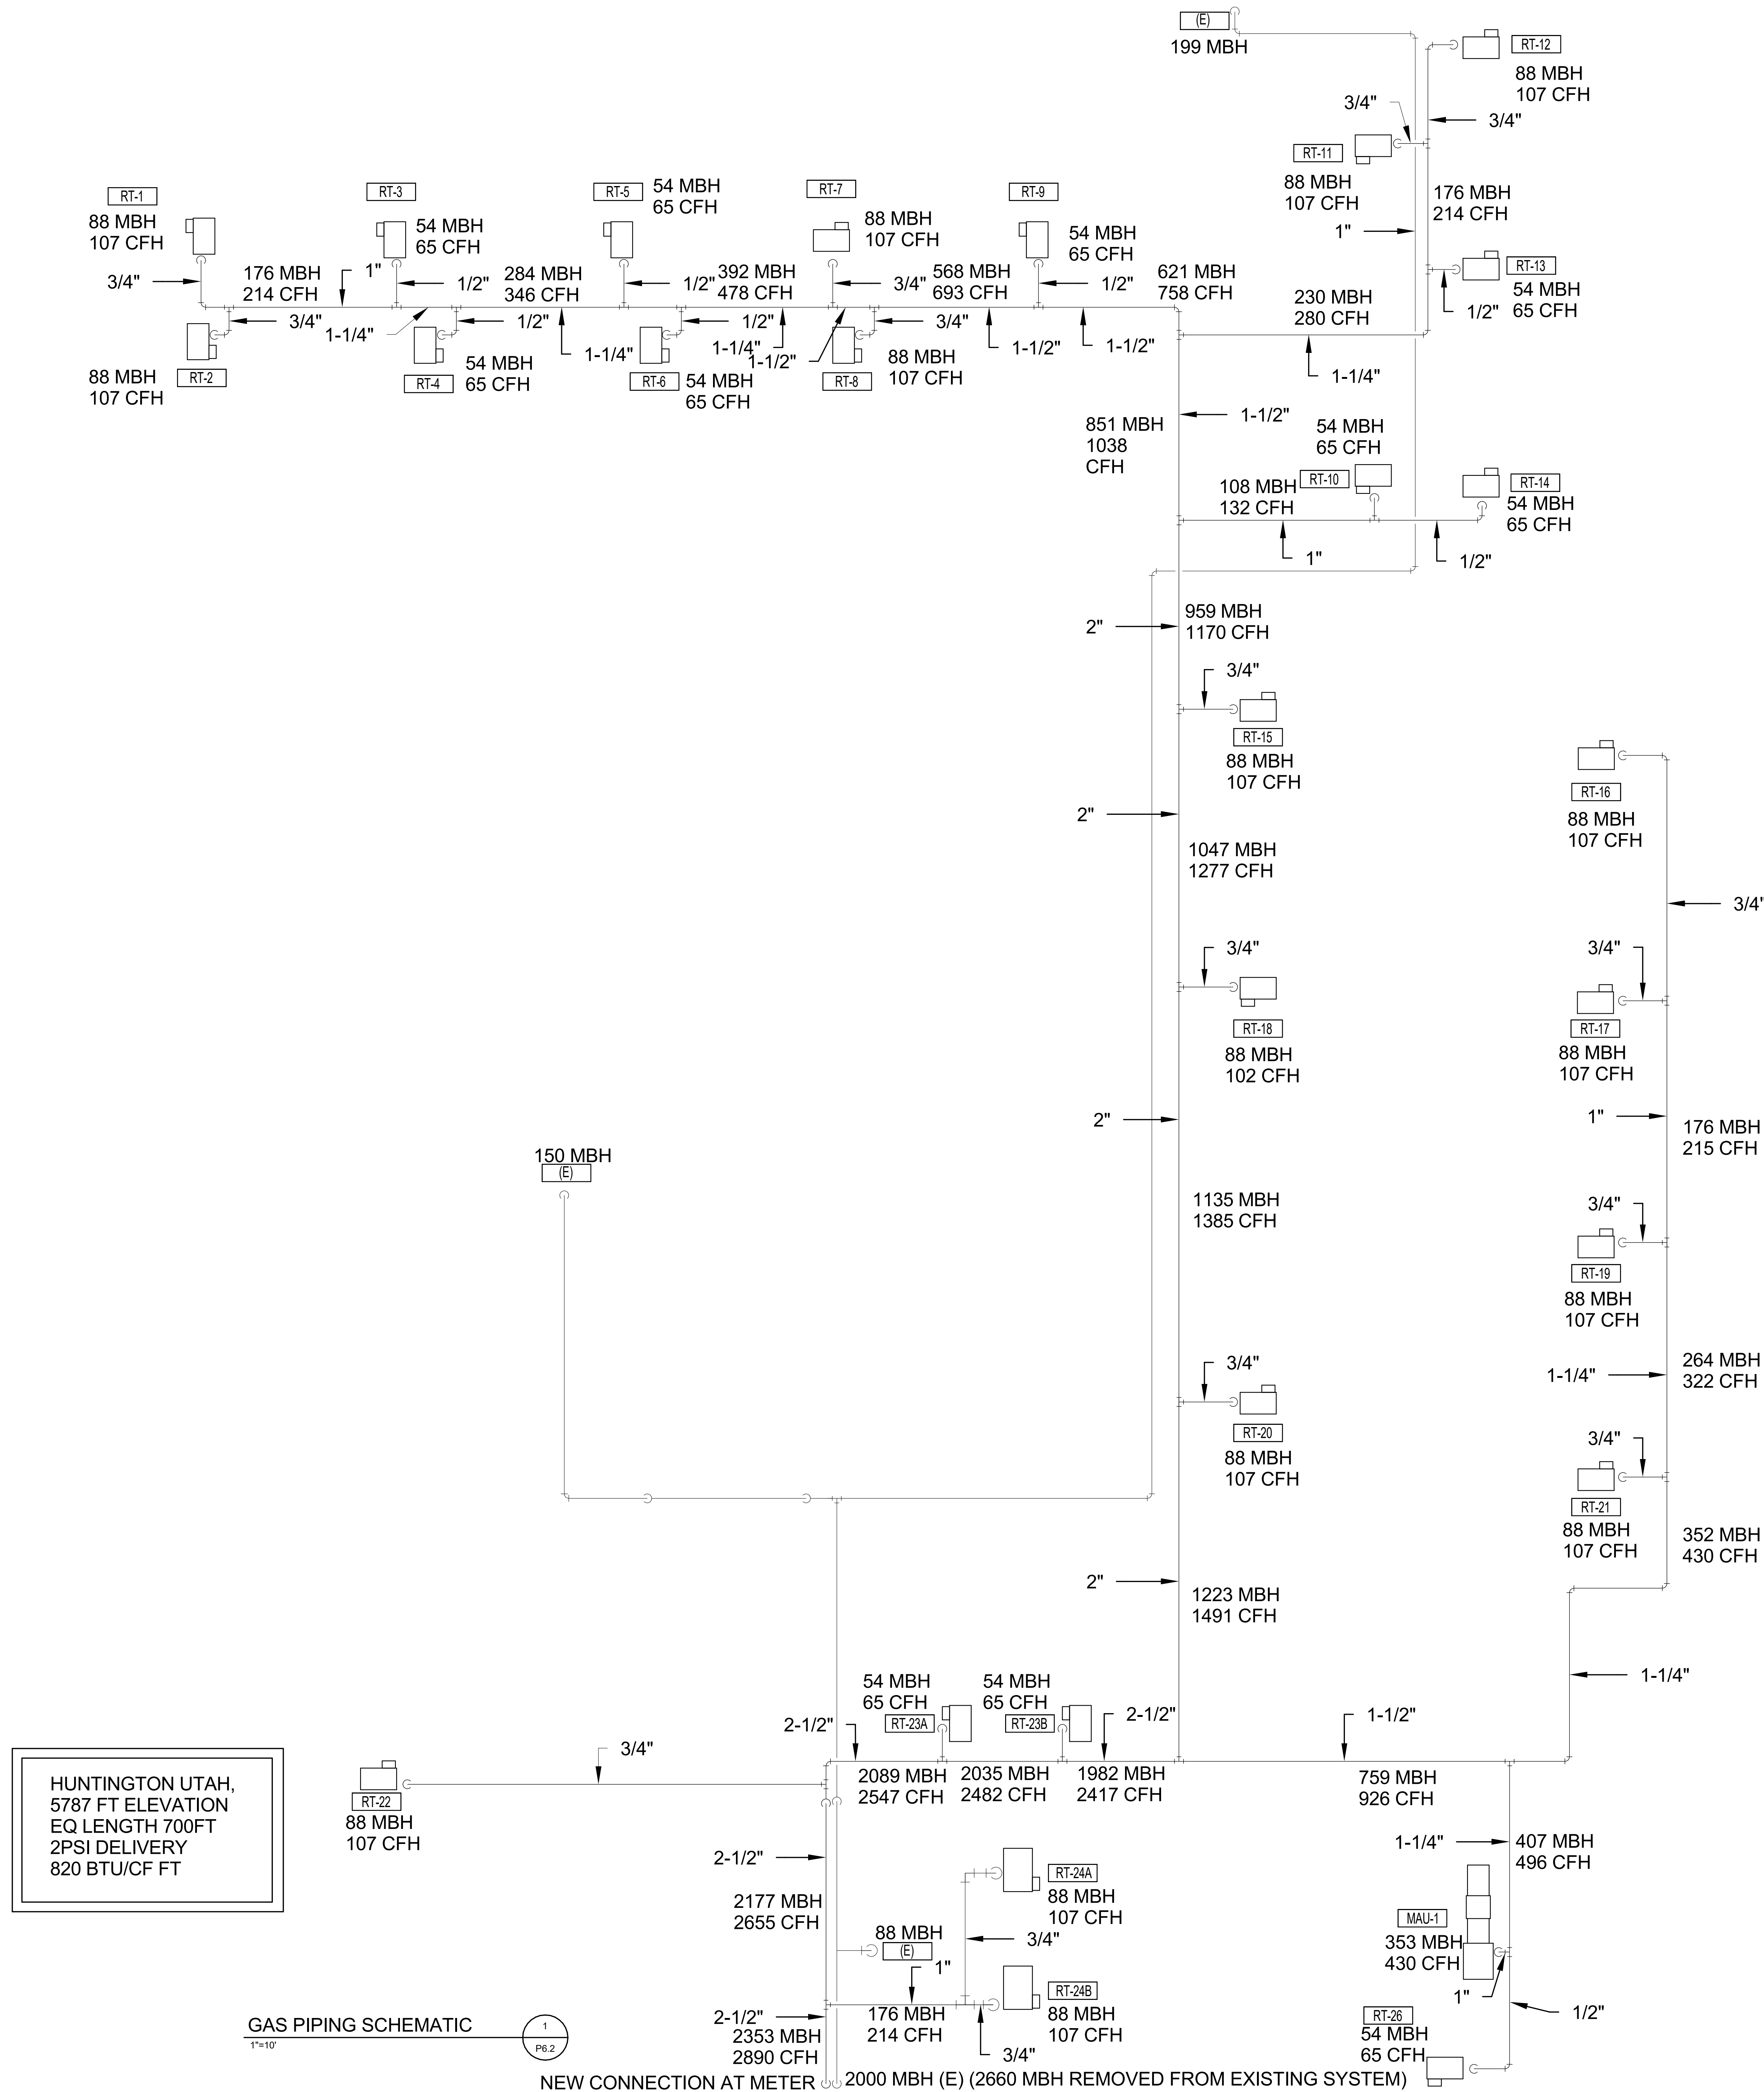 (E)
199 MBH
RT-12
88 MBH
107 CFH
3/4"
3/4"
RT-11
88 MBH
107 CFH
176 MBH
214 CFH
1"
RT-13
54 MBH
65 CFH
1/2"
230 MBH
280 CFH
1-1/4"
RT-1
88 MBH
107 CFH
3/4"
176 MBH
214 CFH
1"
RT-3
54 MBH
65 CFH
1/2"
284 MBH
346 CFH
RT-5
54 MBH
65 CFH
1/2"
392 MBH
478 CFH
RT-7
88 MBH
107 CFH
3/4"
568 MBH
693 CFH
RT-9
54 MBH
65 CFH
1/2"
621 MBH
758 CFH
3/4"
1-1/4"
1/2"
1-1/4"
1/2"
1-1/4"
1-1/2"
3/4"
1-1/2"
1-1/2"
88 MBH
107 CFH
RT-2
RT-4
54 MBH
65 CFH
RT-6
54 MBH
65 CFH
RT-8
88 MBH
107 CFH
851 MBH
1038
CFH
1-1/2"
54 MBH
65 CFH
RT-10
108 MBH
132 CFH
RT-14
54 MBH
65 CFH
1"
1/2"
2"
959 MBH
1170 CFH
3/4"
RT-15
88 MBH
107 CFH
2"
1047 MBH
1277 CFH
RT-16
88 MBH
107 CFH
3/4"
3/4"
RT-18
88 MBH
102 CFH
3/4"
RT-17
88 MBH
107 CFH
2"
1"
176 MBH
215 CFH
150 MBH
(E)
1135 MBH
1385 CFH
3/4"
RT-19
88 MBH
107 CFH
3/4"
RT-20
88 MBH
107 CFH
1-1/4"
264 MBH
322 CFH
3/4"
RT-21
88 MBH
107 CFH
352 MBH
430 CFH
2"
1223 MBH
1491 CFH
1-1/4"
54 MBH
65 CFH
RT-23A
54 MBH
65 CFH
RT-23B
2-1/2"
2-1/2"
1-1/2"
3/4"
2089 MBH
2547 CFH
2035 MBH
2482 CFH
1982 MBH
2417 CFH
759 MBH
926 CFH
HUNTINGTON UTAH,
5787 FT ELEVATION
EQ LENGTH 700FT
2PSI DELIVERY
820 BTU/CF FT
RT-22
88 MBH
107 CFH
2-1/2"
2177 MBH
2655 CFH
RT-24A
88 MBH
107 CFH
3/4"
88 MBH
(E)
1"
1-1/4"
407 MBH
496 CFH
MAU-1
353 MBH
430 CFH
1"
1/2"
RT-24B
88 MBH
107 CFH
176 MBH
214 CFH
3/4"
RT-26
54 MBH
65 CFH
2-1/2"
2353 MBH
2890 CFH
GAS PIPING SCHEMATIC
1"=10'
1
P6.2
NEW CONNECTION AT METER
2000 MBH (E) (2660 MBH REMOVED FROM EXISTING SYSTEM)